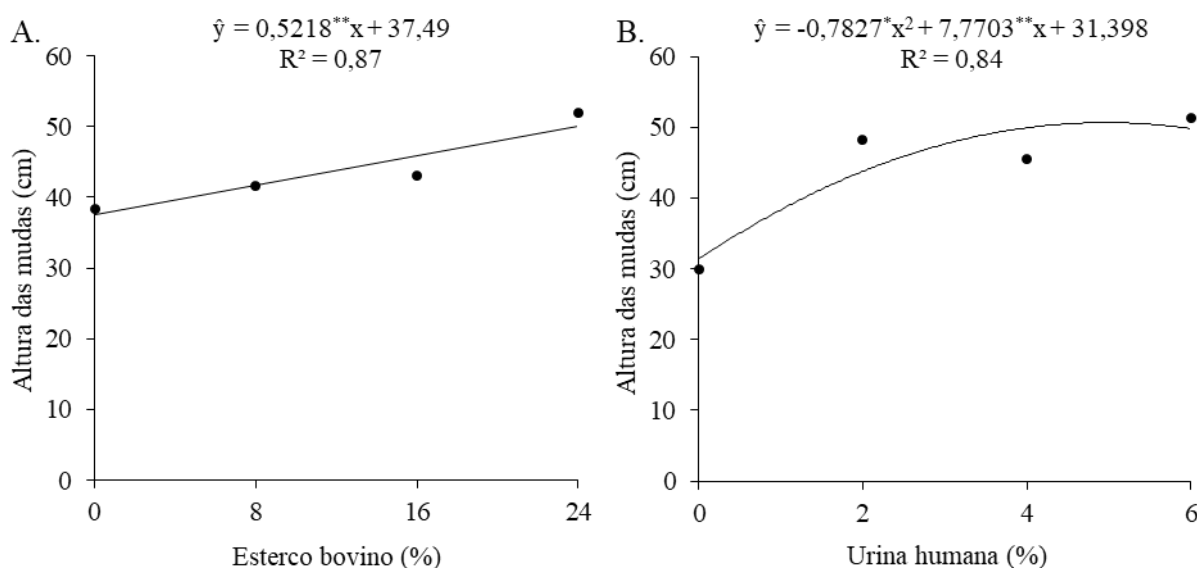 A.
ŷ = 0,5218**x + 37,49
R² = 0,87
60
50
40
30
20
10
0
Altura das mudas (cm)
0 8 16 24
Esterco bovino (%)
B.
ŷ = -0,7827*x² + 7,7703**x + 31,398
R² = 0,84
60
50
40
30
20
10
0
Altura das mudas (cm)
0 2 4 6
Urina humana (%)